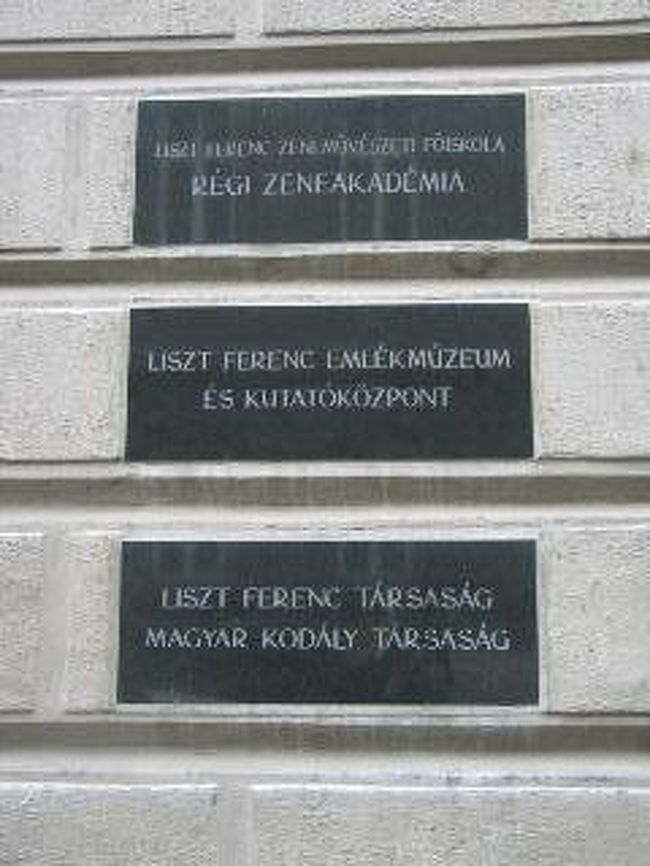 LISZT FERENC ZENEMŰVÉSZETI FŐISKOLA
RÉGI ZENEAKADÉMIA
LISZT FERENC EMLÉKMÚZEUM
ÉS KUTATÓKÖZPONT
LISZT FERENC TÁRSASÁG
MAGYAR KODÁLY TÁRSASÁG